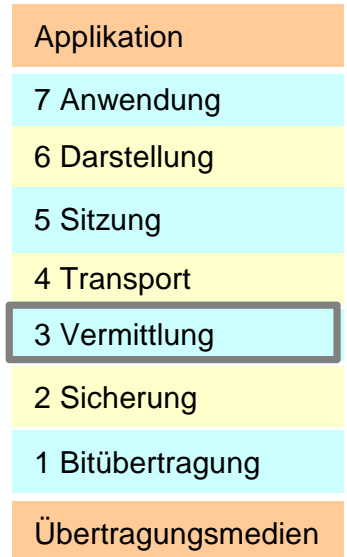 Applikation
7 Anwendung
6 Darstellung
5 Sitzung
4 Transport
3 Vermittlung
2 Sicherung
1 Bitübertragung
Übertragungsmedien